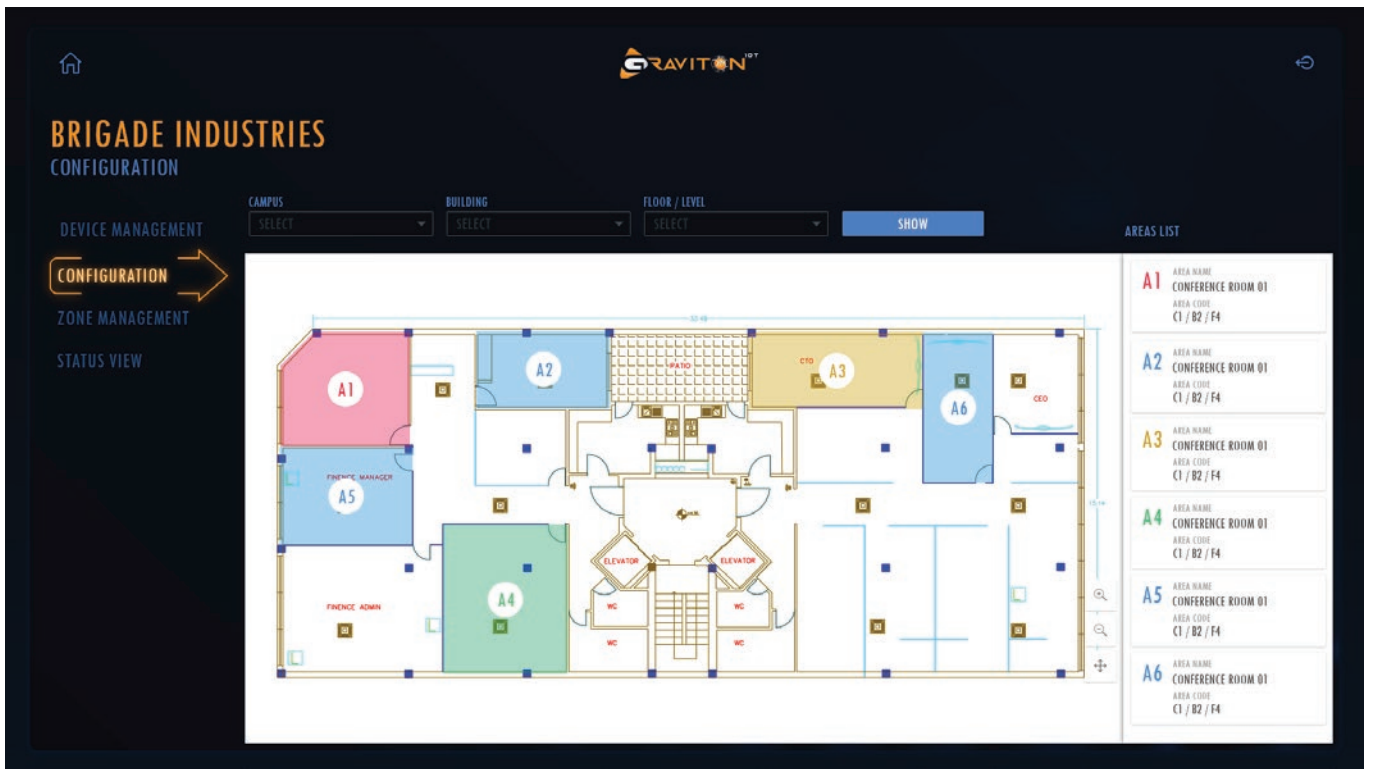 GRAVITON IOT
BRIGADE INDUSTRIES
CONFIGURATION
DEVICE MANAGEMENT
CONFIGURATION
ZONE MANAGEMENT
STATUS VIEW
CAMPUS
SELECT
BUILDING
SELECT
FLOOR / LEVEL
SELECT
SHOW
A1
A2
PATIO
CTO
A3
A6
CEO
FINENCE MANAGER
A5
ELEVATOR
ELEVATOR
A4
FINENCE ADMIN
WC
WC
WC
WC
AREAS LIST
A1
AREA NAME
CONFERENCE ROOM 01
AREA CODE
C1 / B2 / F4
A2
AREA NAME
CONFERENCE ROOM 01
AREA CODE
C1 / B2 / F4
A3
AREA NAME
CONFERENCE ROOM 01
AREA CODE
C1 / B2 / F4
A4
AREA NAME
CONFERENCE ROOM 01
AREA CODE
C1 / B2 / F4
A5
AREA NAME
CONFERENCE ROOM 01
AREA CODE
C1 / B2 / F4
A6
AREA NAME
CONFERENCE ROOM 01
AREA CODE
C1 / B2 / F4